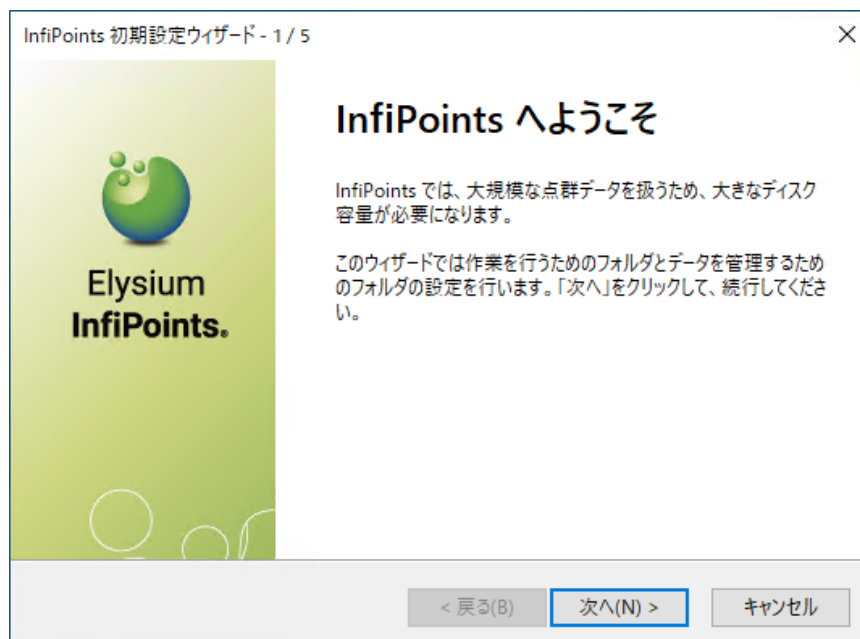 InfiPoints 初期設定ウィザード - 1 / 5
InfiPoints へようこそ
InfiPoints では、大規模な点群データを扱うため、大きなディスク
容量が必要になります。
このウィザードでは作業を行うためのフォルダとデータを管理するため
のフォルダの設定を行います。「次へ」をクリックして、続行してくださ
い。
Elysium
InfiPoints®
< 戻る(B)
次へ(N) >
キャンセル